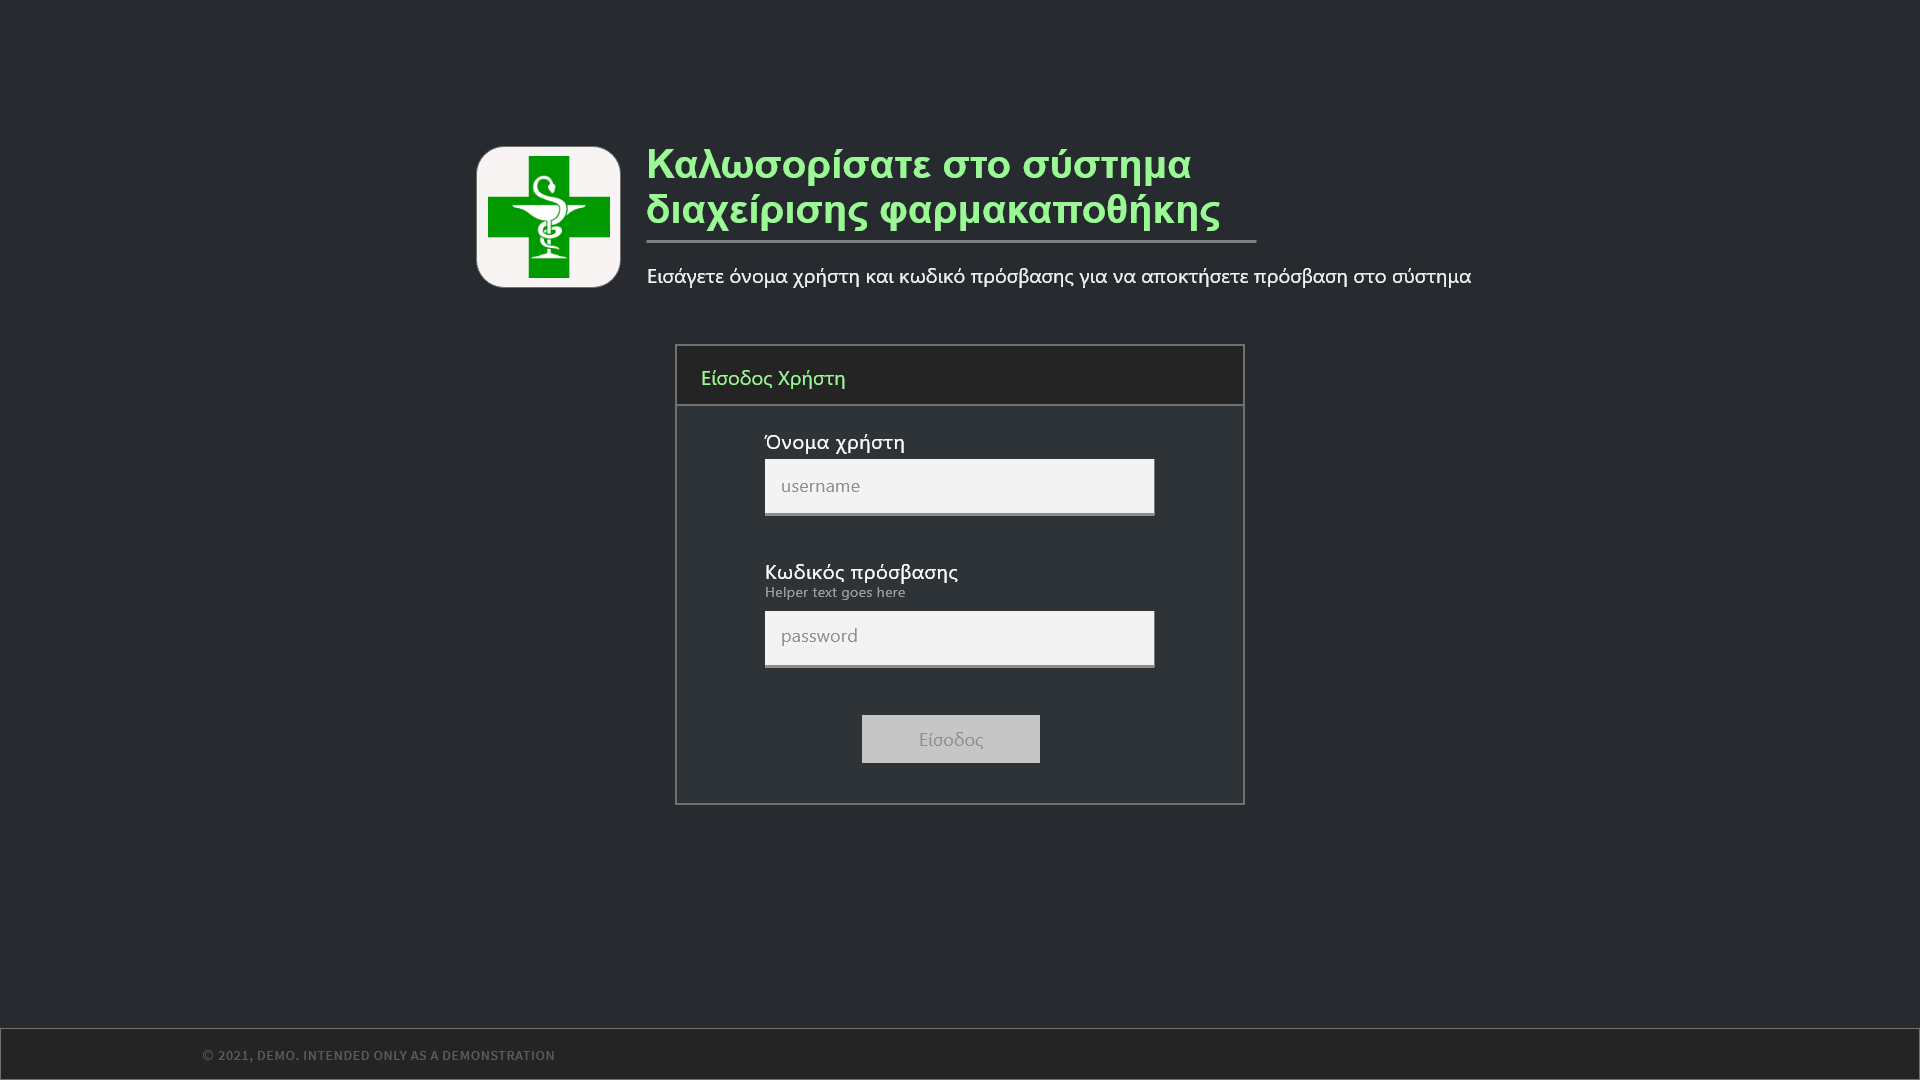 Καλωσορίσατε στο σύστημα
διαχείρισης φαρμακαποθήκης
Εισάγετε όνομα χρήστη και κωδικό πρόσβασης για να αποκτήσετε πρόσβαση στο σύστημα
Είσοδος Χρήστη
Όνομα χρήστη
username
Κωδικός πρόσβασης
Helper text goes here
password
Είσοδος
© 2021, DEMO. INTENDED ONLY AS A DEMONSTRATION